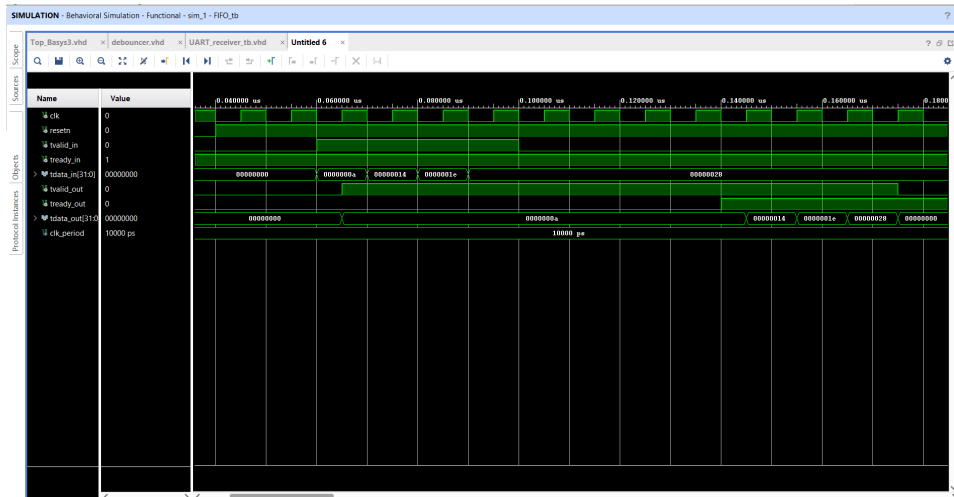 SIMULATION - Behavioral Simulation - Functional - sim_1 - FIFO_tb ?
Top_Basys3.vhd × debouncer.vhd × UART_receiver_tb.vhd × Untitled 6 × ?
Scope
Sources
Objects
Protocol Instances
Name Value
0.040000 us 0.060000 us 0.080000 us 0.100000 us 0.120000 us 0.140000 us 0.160000 us 0.1800
clk 0
resetn 0
tvalid_in 0
tready_in 1
tdata_in[31:0] 00000000 00000000 0000000a 00000014 0000001e 00000028
tvalid_out 0
tready_out 0
tdata_out[31:0 00000000 00000000 0000000a 00000014 0000001e 00000028 00000000
clk_period 10000 ps 10000 ps